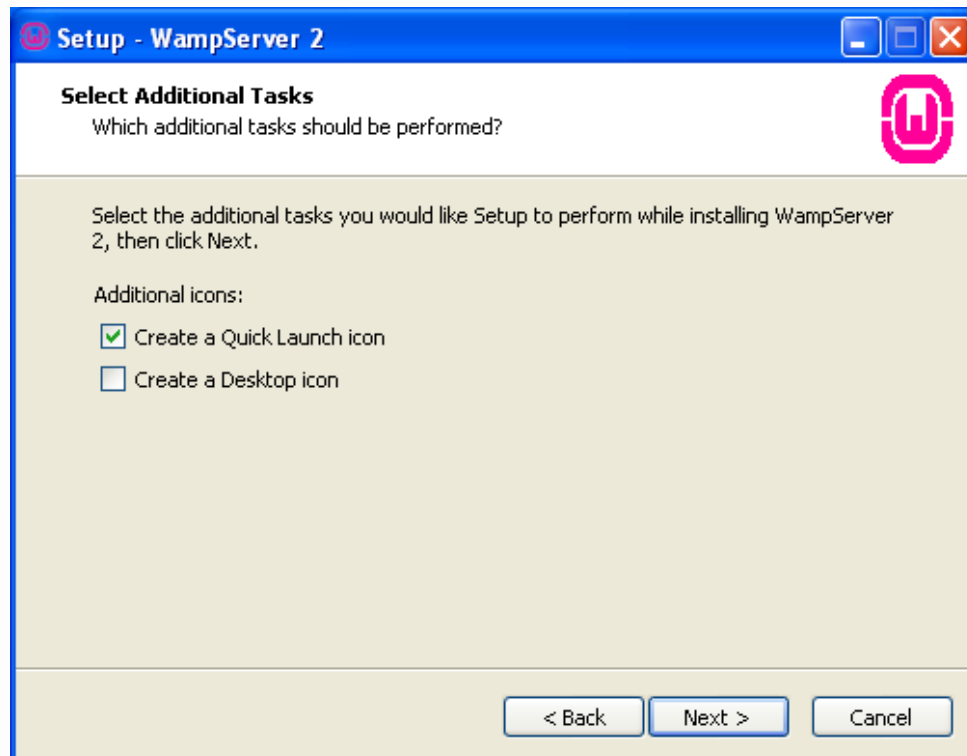 Setup - WampServer 2
Select Additional Tasks
Which additional tasks should be performed?
Select the additional tasks you would like Setup to perform while installing WampServer
2, then click Next.
Additional icons:
Create a Quick Launch icon
Create a Desktop icon
< Back Next > Cancel